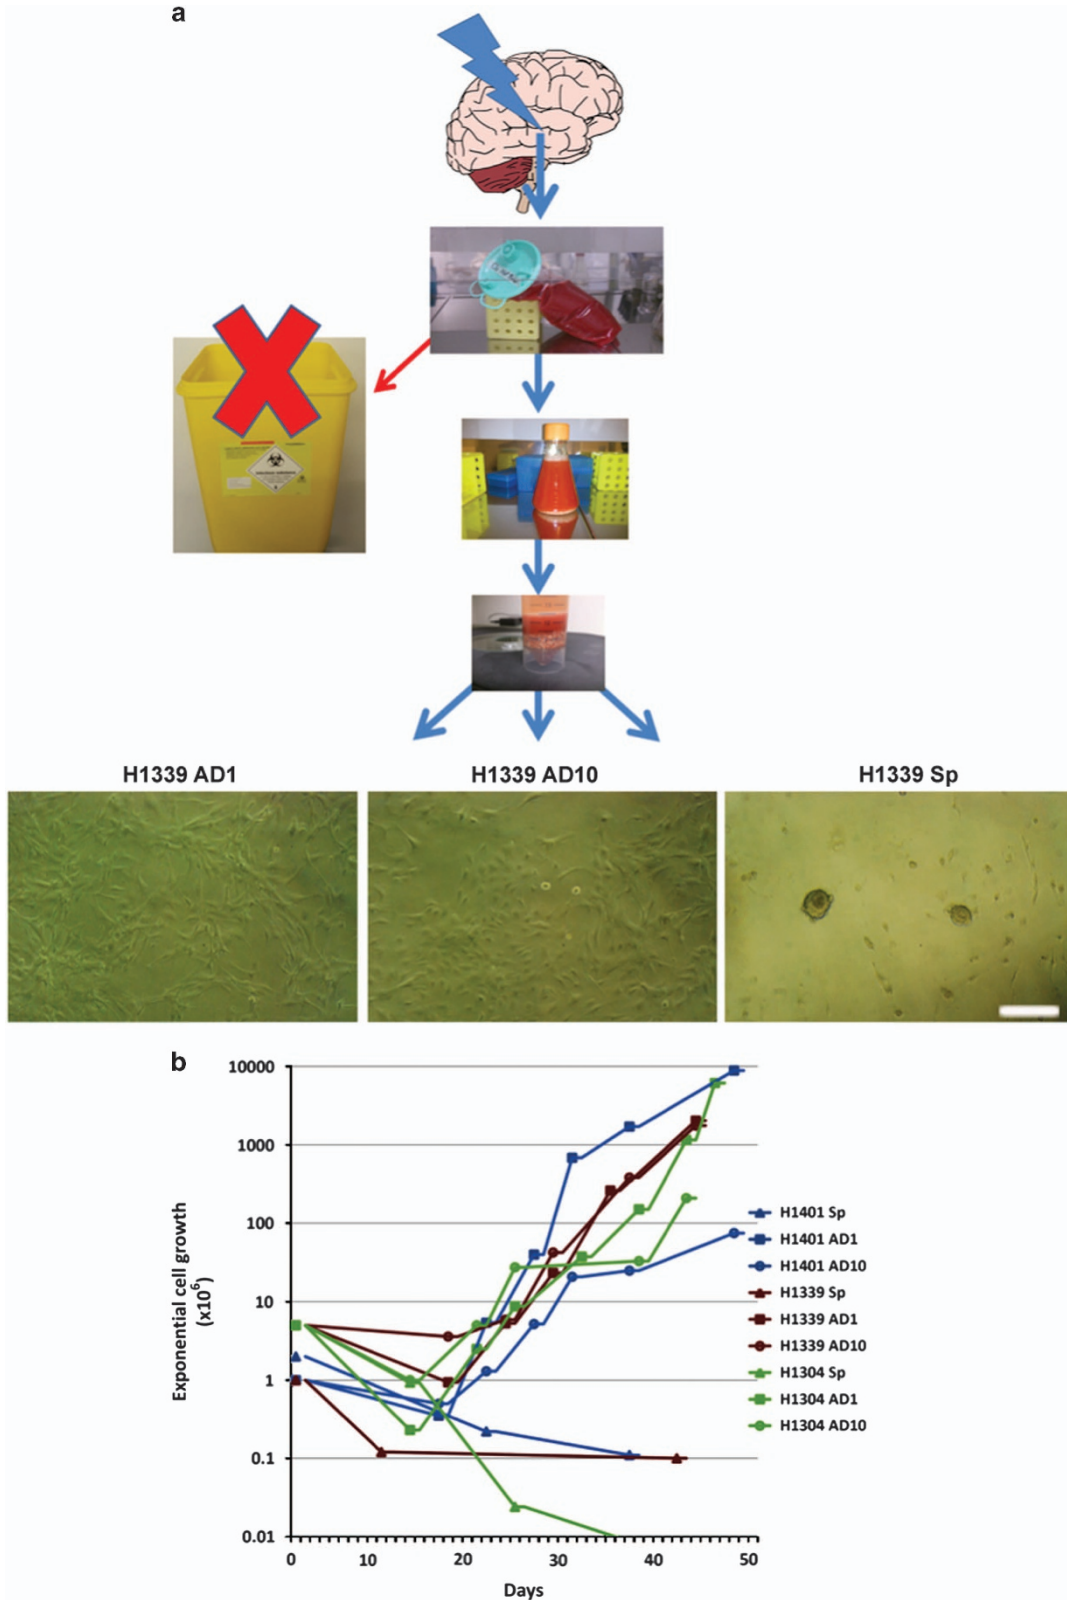 a
H1339 AD1
H1339 AD10
H1339 Sp
b
Exponential cell growth
(x10⁶)
10000
1000
100
10
1
0.1
0.01
0
10
20
30
40
50
Days
H1401 Sp
H1401 AD1
H1401 AD10
H1339 Sp
H1339 AD1
H1339 AD10
H1304 Sp
H1304 AD1
H1304 AD10